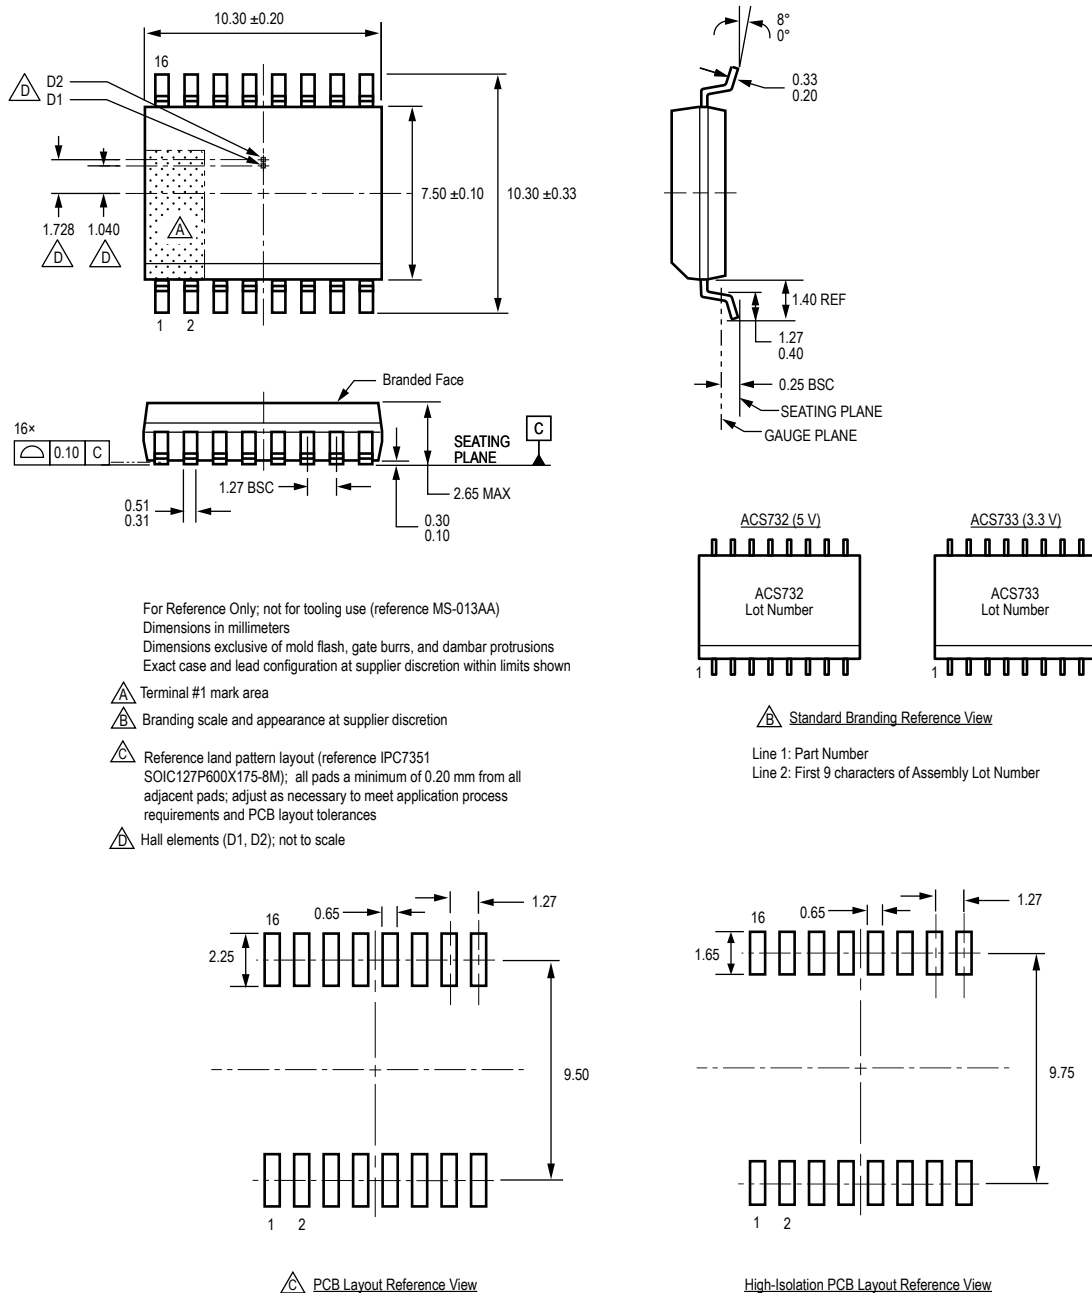 10.30 ±0.20
16
D
D2
D1
1.728
D
1.040
D
A
7.50 ±0.10
10.30 ±0.33
1 2
8°
0°
0.33
0.20
1.40 REF
1.27
0.40
0.25 BSC
SEATING PLANE
GAUGE PLANE
Branded Face
16×
0.10 C
SEATING
PLANE
C
1.27 BSC
2.65 MAX
0.51
0.31
0.30
0.10
ACS732 (5 V)
ACS732
Lot Number
1
ACS733 (3.3 V)
ACS733
Lot Number
1
B Standard Branding Reference View
Line 1: Part Number
Line 2: First 9 characters of Assembly Lot Number
For Reference Only; not for tooling use (reference MS-013AA)
Dimensions in millimeters
Dimensions exclusive of mold flash, gate burrs, and dambar protrusions
Exact case and lead configuration at supplier discretion within limits shown
A Terminal #1 mark area
B Branding scale and appearance at supplier discretion
C Reference land pattern layout (reference IPC7351
SOIC127P600X175-8M); all pads a minimum of 0.20 mm from all
adjacent pads; adjust as necessary to meet application process
requirements and PCB layout tolerances
D Hall elements (D1, D2); not to scale
16
0.65
1.27
2.25
9.50
1 2
C PCB Layout Reference View
16
0.65
1.27
1.65
9.75
1 2
High-Isolation PCB Layout Reference View